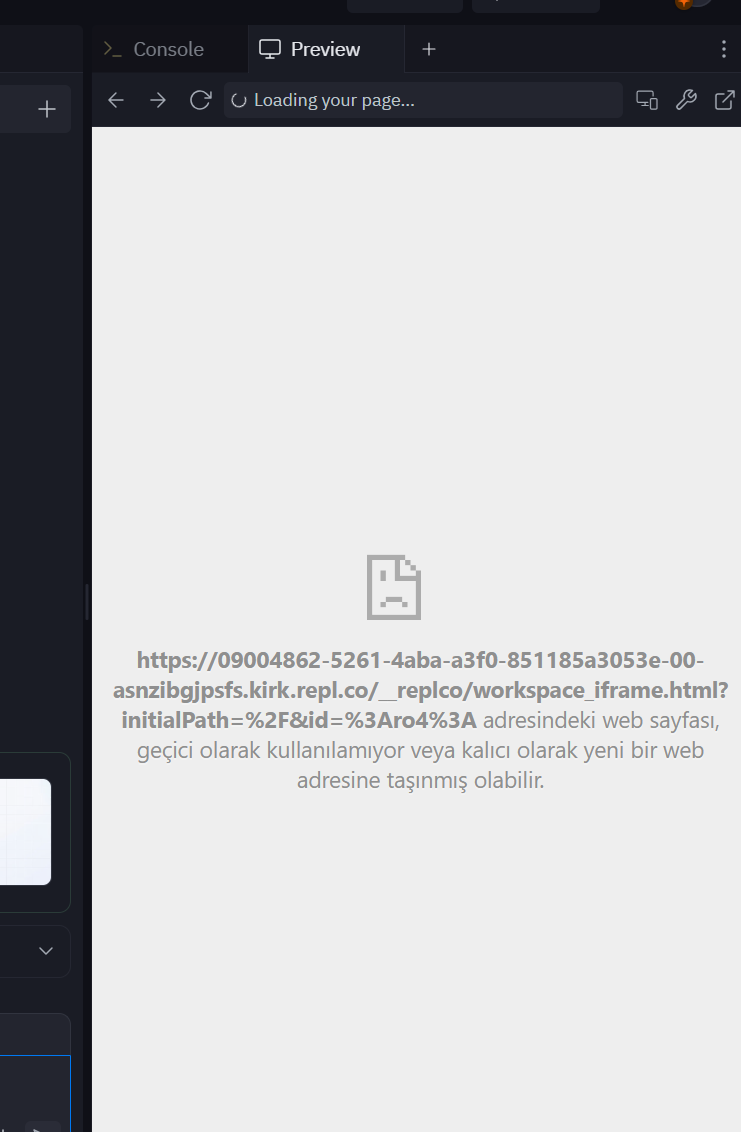 Console
Preview
Loading your page...
https://09004862-5261-4aba-a3f0-851185a3053e-00-
asnzibgjpsfs.kirk.repl.co/__replco/workspace_iframe.html?
initialPath=%2F&id=%3Aro4%3A adresindeki web sayfası,
geçici olarak kullanılamıyor veya kalıcı olarak yeni bir web
adresine taşınmış olabilir.